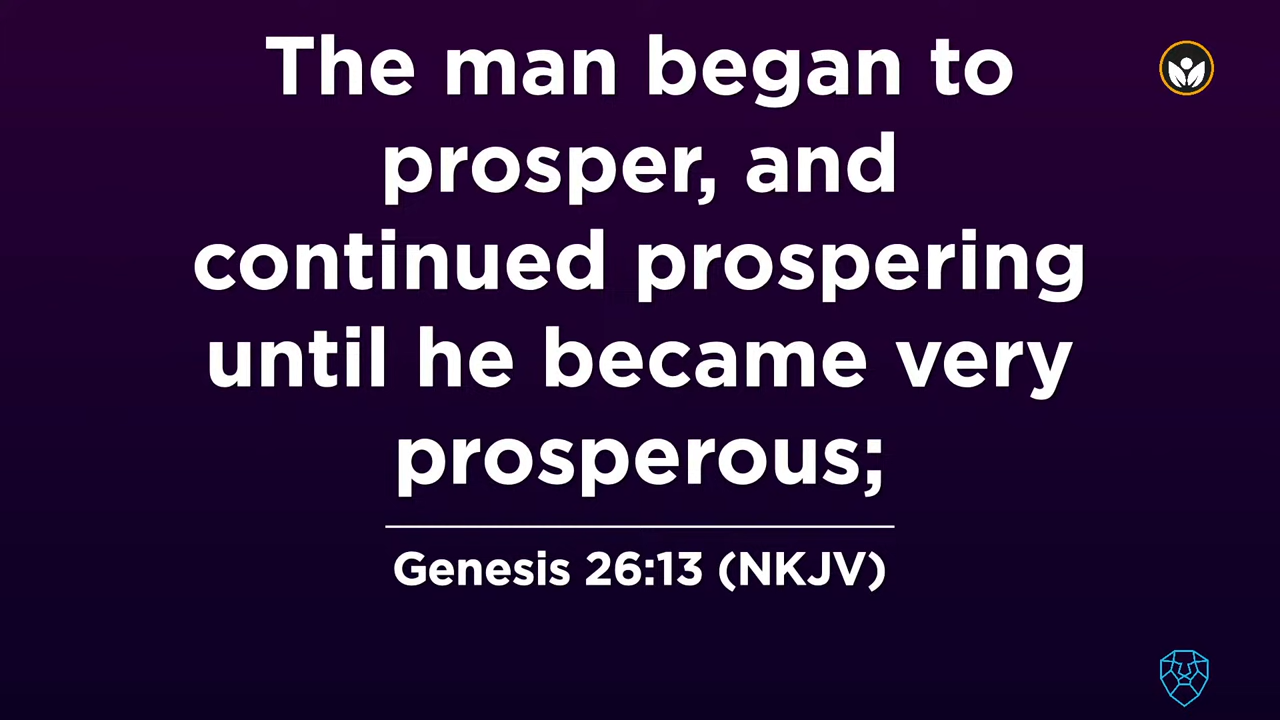 The man began to
prosper, and
continued prospering
until he became very
prosperous;
Genesis 26:13 (NKJV)